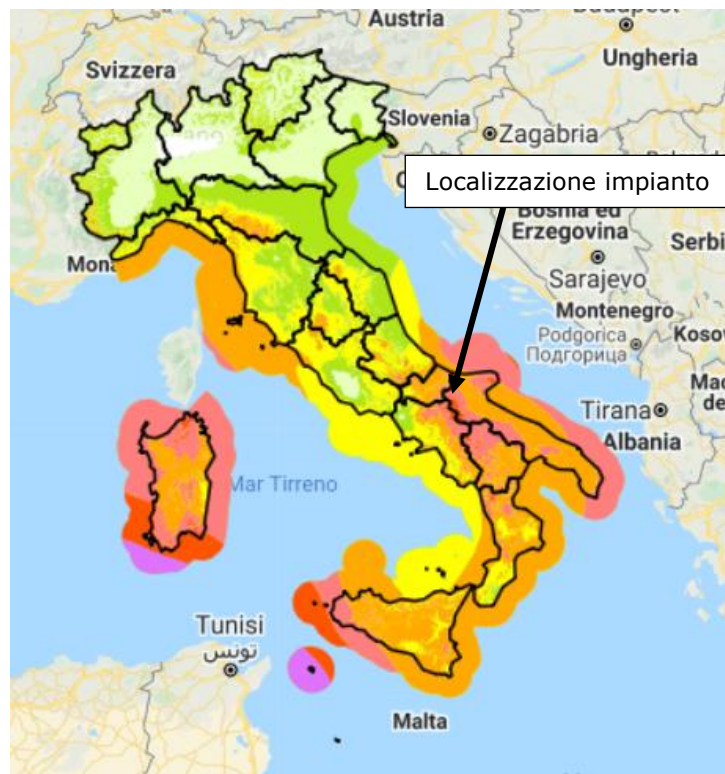 Austria
Budapest
Ungheria
Svizzera
Slovenia
Zagabria
Localizzazione impianto
Bosnia ed
Erzegovina
Serbi
Mona
Sarajevo
Montenegro
Podgorica
Подгорица
Kosov
Mac
de
Tirana
Albania
Mar Tirreno
Tunisi
تونس
Malta